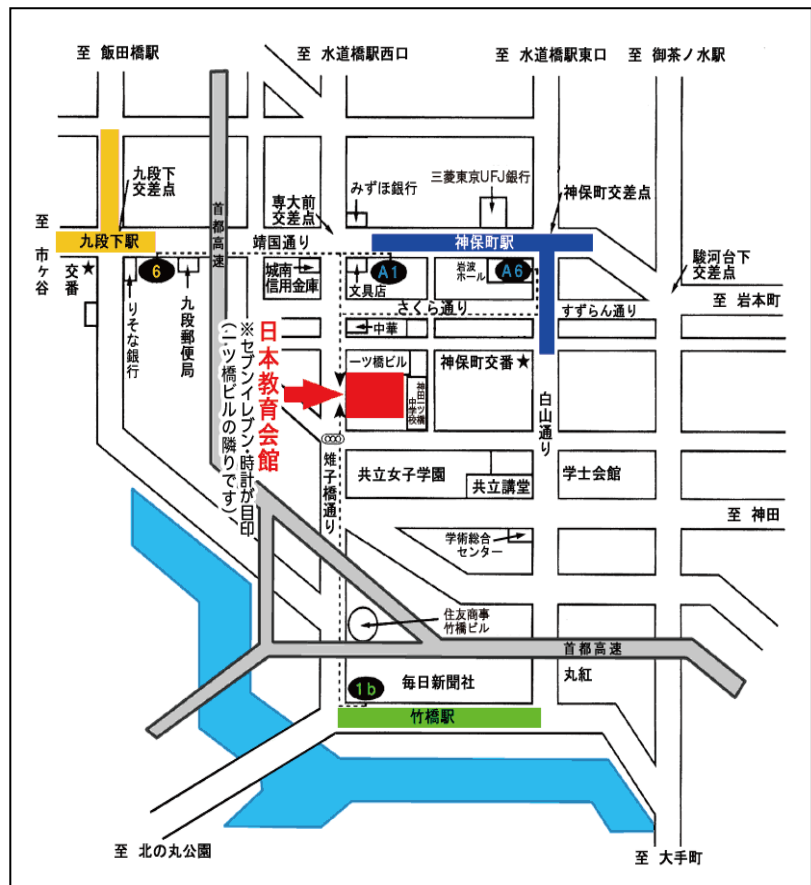 至 飯田橋駅
至 水道橋駅西口
至 水道橋駅東口
至 御茶ノ水駅
九段下
交差点
首都高速
専大前
交差点
みずほ銀行
三菱東京UFJ銀行
神保町交差点
至 市ヶ谷
九段下駅
靖国通り
神保町駅
駿河台下
交差点
交番★
6
りそな銀行
九段郵便局
城南
信用金庫
文具店
A1
岩波
ホール
A6
至 岩本町
さくら通り
すずらん通り
中華
日本教育会館
※セブンイレブン・時計が目印
(一ツ橋ビルの隣りです)
一ツ橋ビル
神田一ツ橋
中学校
神保町交番★
白山通り
雉子橋通り
共立女子学園
共立講堂
学士会館
至 神田
学術総合
センター
住友商事
竹橋ビル
首都高速
1b
毎日新聞社
丸紅
竹橋駅
至 北の丸公園
至 大手町